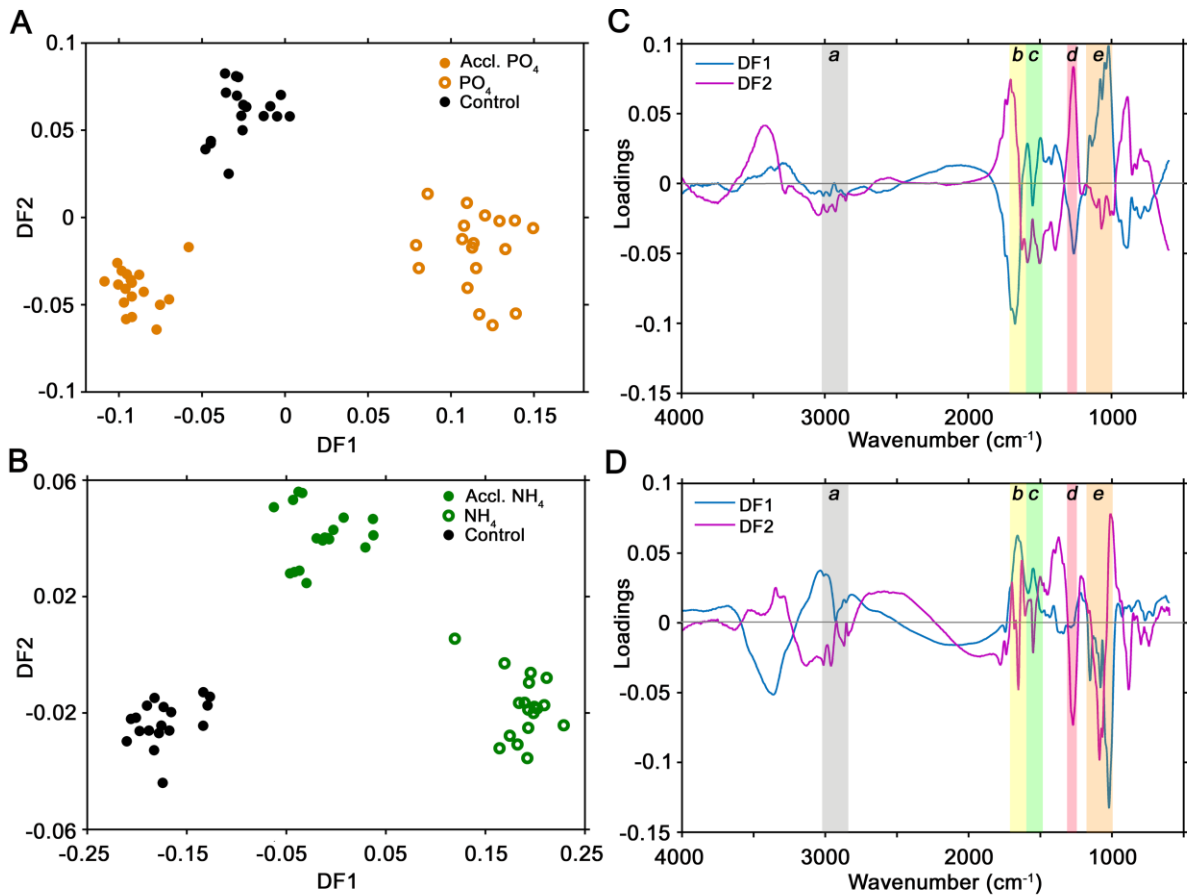 A
0.1
0.05
0
-0.05
-0.1
DF2
Accl. PO4
PO4
Control
-0.1 -0.05 0 0.05 0.1 0.15
DF1
C
0.1
0.05
0
-0.05
-0.1
-0.15
Loadings
DF1
DF2
a b c d e
4000 3000 2000 1000
Wavenumber (cm-1)
B
0.06
0.02
-0.02
-0.06
DF2
Accl. NH4
NH4
Control
-0.25 -0.15 -0.05 0.05 0.15 0.25
DF1
D
0.1
0.05
0
-0.05
-0.1
-0.15
Loadings
DF1
DF2
a b c d e
4000 3000 2000 1000
Wavenumber (cm-1)